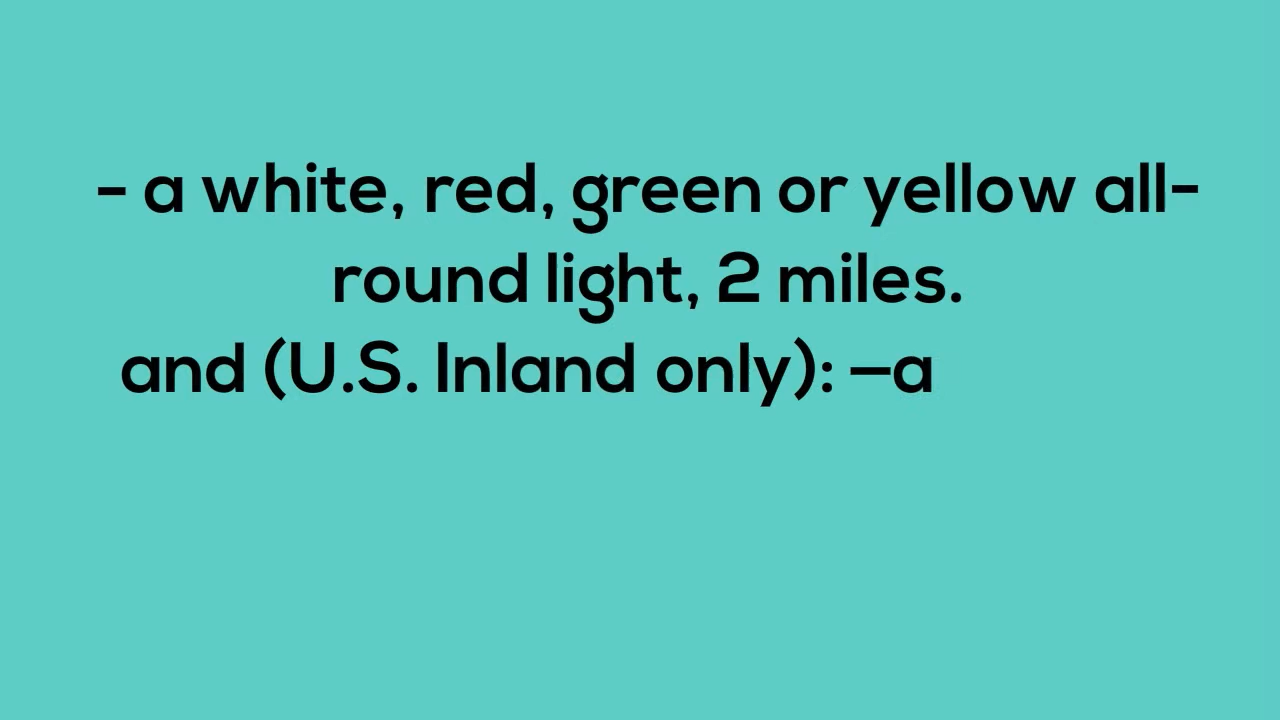 - a white, red, green or yellow all-
round light, 2 miles.
and (U.S. Inland only): —a